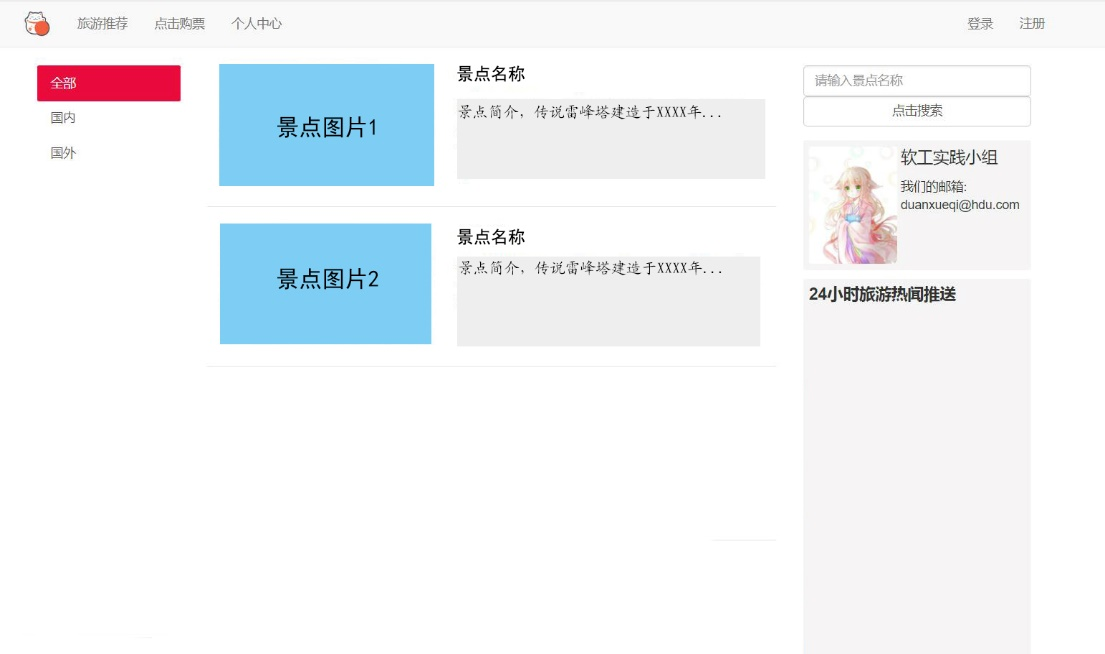 旅游推荐 点击购票 个人中心 登录 注册
全部
国内
国外
景点图片1
景点名称
景点简介，传说雷峰塔建造于XXXX年...
景点图片2
景点名称
景点简介，传说雷峰塔建造于XXXX年...
请输入景点名称
点击搜索
软工实践小组
我们的邮箱:
duanxueqi@hdu.com
24小时旅游热闻推送